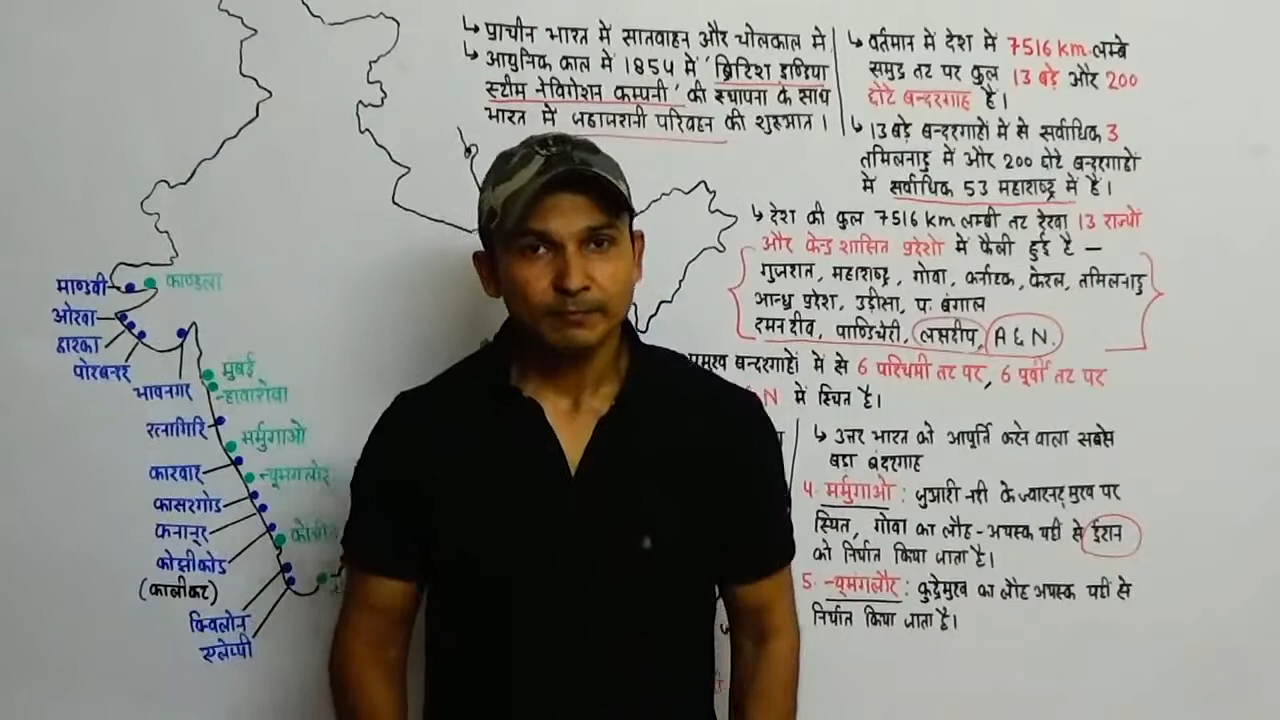 ↳ प्राचीन भारत में सातवाहन और चोलकाल में
↳ आधुनिक काल में 1854 में 'ब्रिटिश इण्डिया
स्टीम नेविगेशन कम्पनी' की स्थापना के साथ
भारत में जहाजरानी परिवहन की शुरुआत।
↳ वर्तमान में देश में 7516 km लम्बे
समुद्र तट पर कुल 13 बड़े और 200
छोटे बन्दरगाह हैं।
↳ 13 बड़े बन्दरगाहों में से सर्वाधिक 3
तमिलनाडु में और 200 छोटे बन्दरगाहों
में सर्वाधिक 53 महाराष्ट्र में हैं।
↳ देश की कुल 7516 km लम्बी तट रेखा 13 राज्यों
और केन्द्र शासित प्रदेशों में फैली हुई है –
गुजरात, महाराष्ट्र, गोवा, कर्नाटक, केरल, तमिलनाडु
आन्ध्र प्रदेश, उड़ीसा, प. बंगाल
दमन दीव, पाण्डिचेरी, लक्षद्वीप, A & N.
प्रमुख बन्दरगाहों में से 6 पश्चिमी तट पर, 6 पूर्वी तट पर
N में स्थित है।
↳ उत्तर भारत को आपूर्ति करने वाला सबसे
बड़ा बंदरगाह
4. मर्मुगाओ : जुआरी नदी के ज्वारनदमुख पर
स्थित, गोवा का लौह-अयस्क यहीं से ईरान
को निर्यात किया जाता है।
5. न्यूमंगलौर : कुद्रेमुख का लौह अयस्क यहीं से
निर्यात किया जाता है।
माण्डवी
काण्डला
ओखा
द्वारका
पोरबन्दर
भावनगर
मुंबई
न्हावाशेवा
रत्नागिरि
मर्मुगाओ
कारवार
न्यूमंगलोर
कासरगोड
कनानूर
कोचीन
कोझीकोड
(कालीकट)
क्विलोन
एलेप्पी